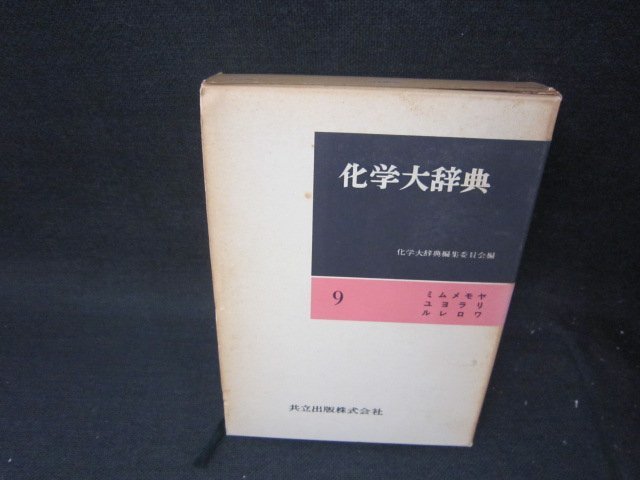 化学大辞典
化学大辞典編集委員会編
9
ミムメモヤ
ユヨラリ
ルレロワ
共立出版株式会社